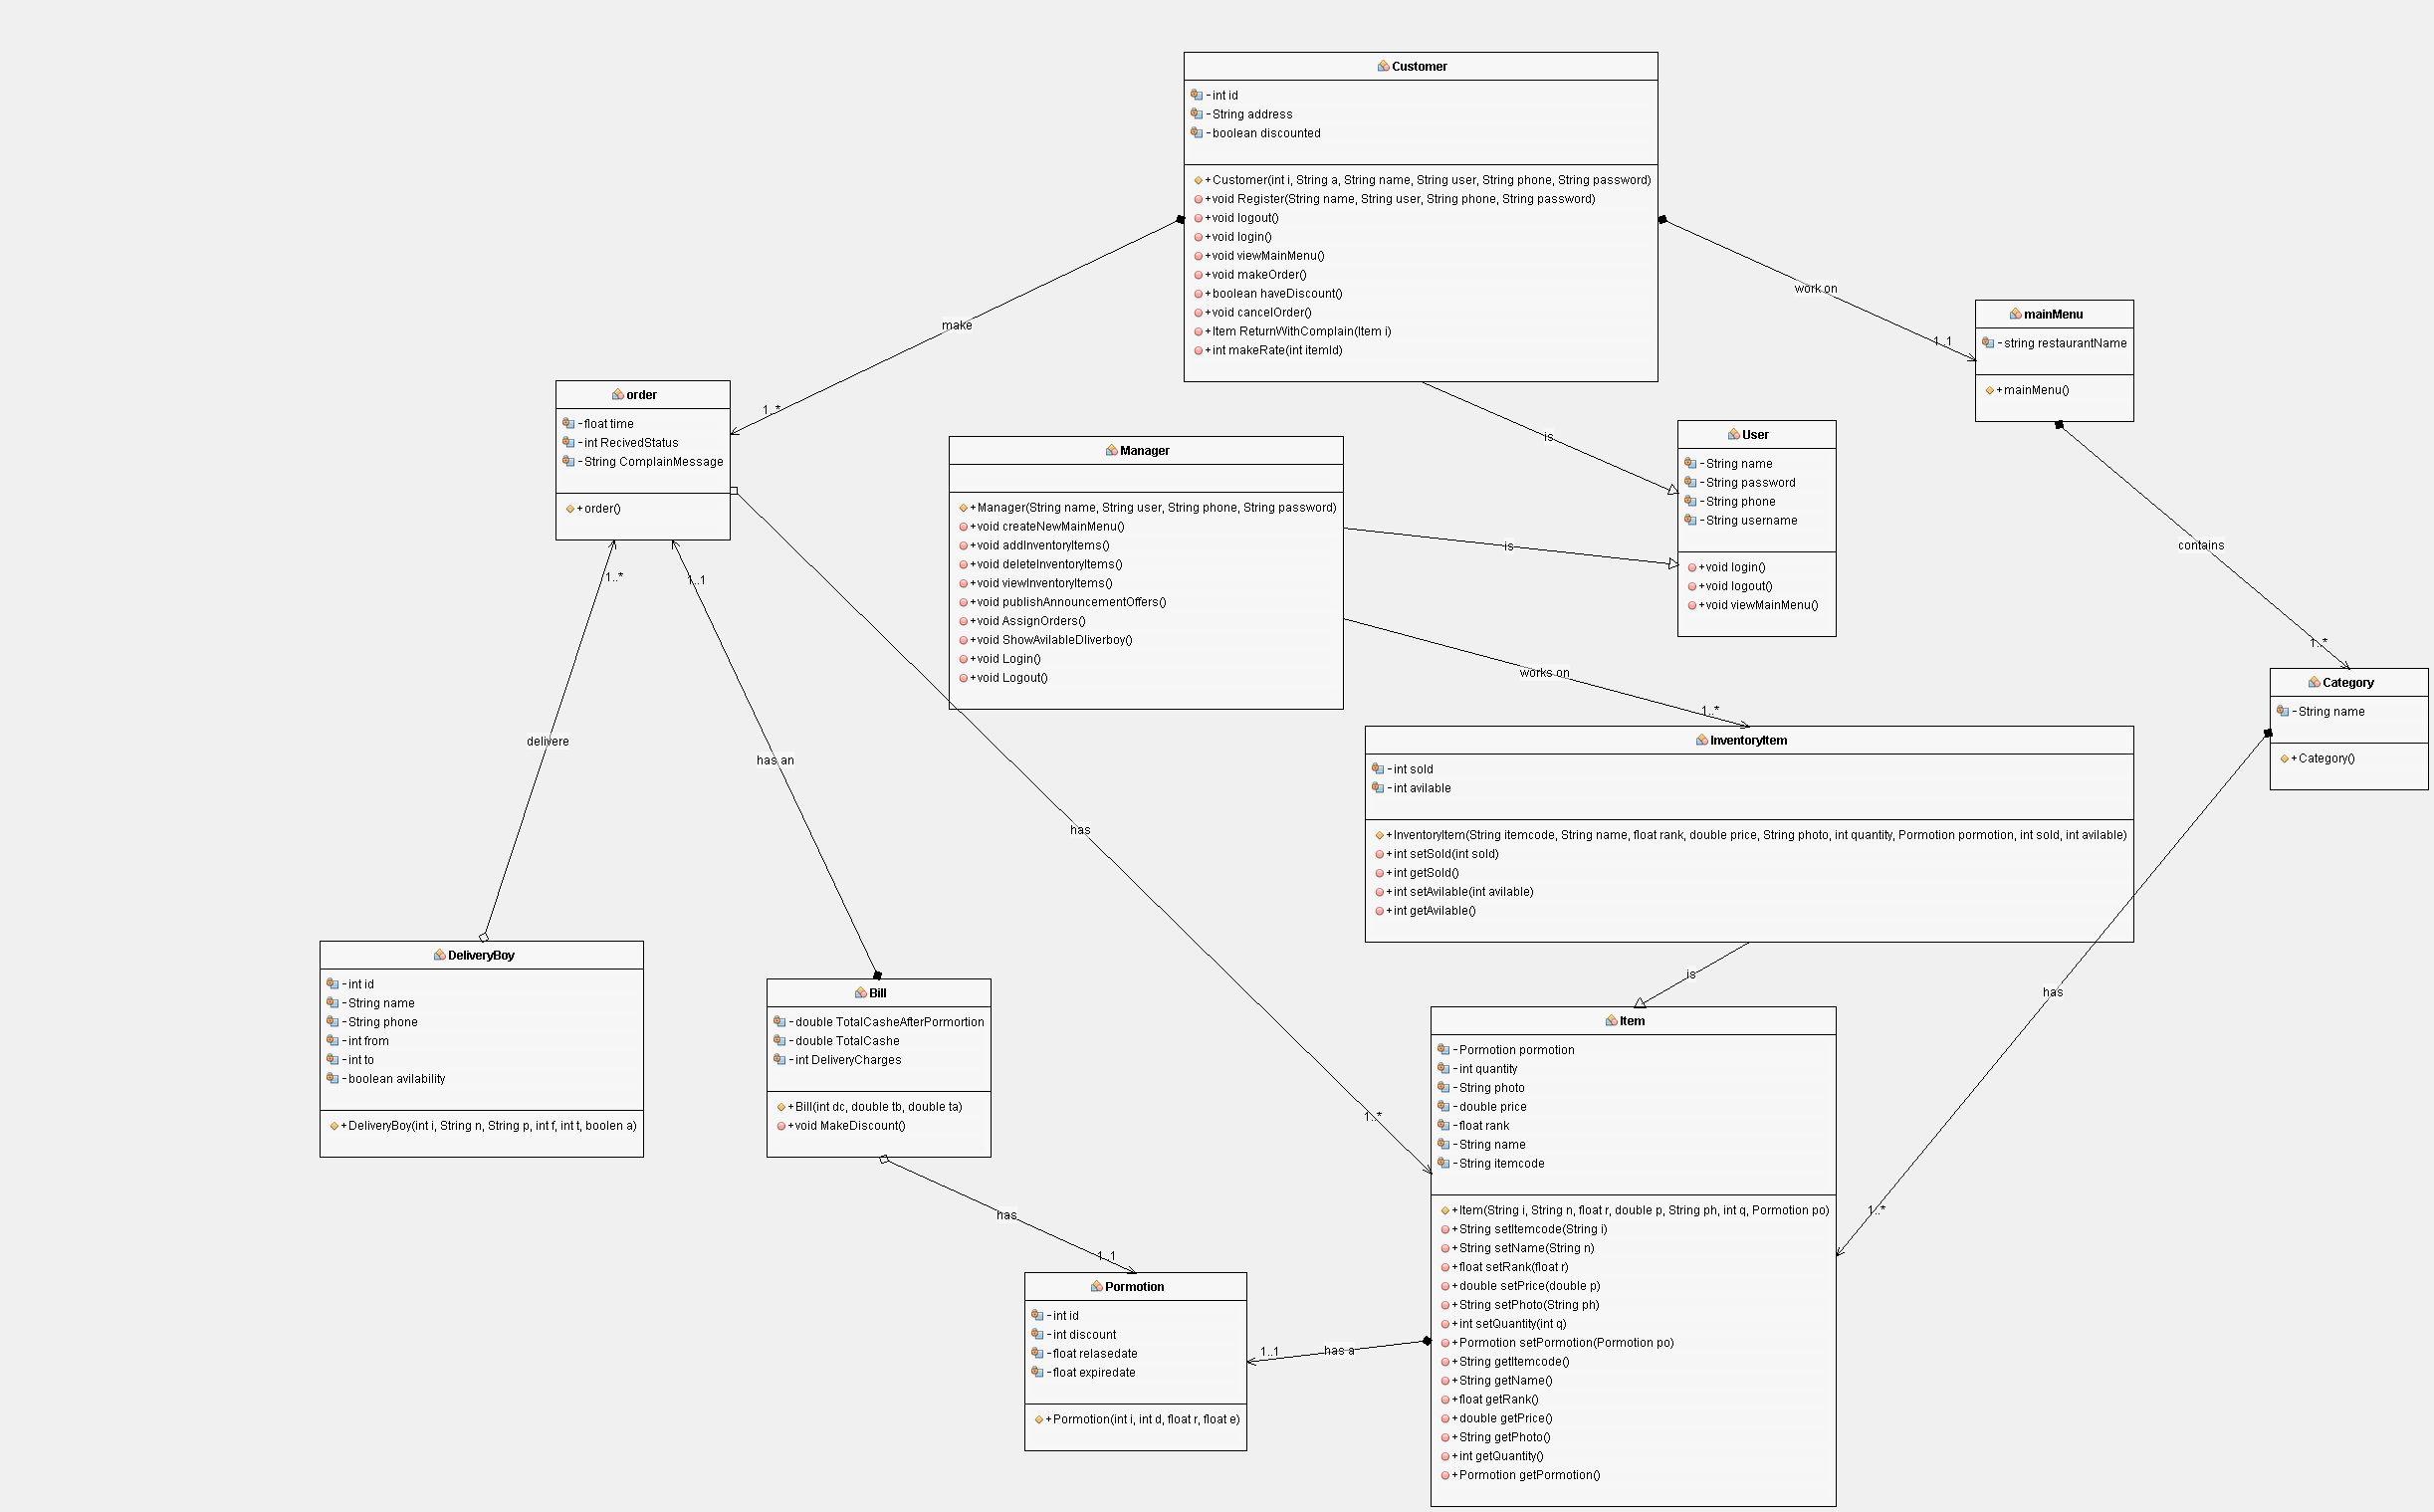 Customer
-int id
-String address
-boolean discounted
+Customer(int i, String a, String name, String user, String phone, String password)
+void Register(String name, String user, String phone, String password)
+void logout()
+void login()
+void viewMainMenu()
+void makeOrder()
+boolean haveDiscount()
+void cancelOrder()
+Item ReturnWithComplain(Item i)
+int makeRate(int itemId)
make
1..*
work on
1..1
is
mainMenu
-string restaurantName
+mainMenu()
order
-float time
-int RecivedStatus
-String ComplainMessage
+order()
Manager
+Manager(String name, String user, String phone, String password)
+void createNewMainMenu()
+void addInventoryItems()
+void deleteInventoryItems()
+void viewInventoryItems()
+void publishAnnouncementOffers()
+void AssignOrders()
+void ShowAvilableDliverboy()
+void Login()
+void Logout()
is
works on
1..*
User
-String name
-String password
-String phone
-String username
+void login()
+void logout()
+void viewMainMenu()
contains
1..*
Category
-String name
+Category()
has
1..*
1..*
delivere
1..1
has an
has
1..*
InventoryItem
-int sold
-int avilable
+InventoryItem(String itemcode, String name, float rank, double price, String photo, int quantity, Pormotion pormotion, int sold, int avilable)
+int setSold(int sold)
+int getSold()
+int setAvilable(int avilable)
+int getAvilable()
is
DeliveryBoy
-int id
-String name
-String phone
-int from
-int to
-boolean avilability
+DeliveryBoy(int i, String n, String p, int f, int t, boolen a)
Bill
-double TotalCasheAfterPormortion
-double TotalCashe
-int DeliveryCharges
+Bill(int dc, double tb, double ta)
+void MakeDiscount()
has
1..1
Item
-Pormotion pormotion
-int quantity
-String photo
-double price
-float rank
-String name
-String itemcode
+Item(String i, String n, float r, double p, String ph, int q, Pormotion po)
+String setItemcode(String i)
+String setName(String n)
+float setRank(float r)
+double setPrice(double p)
+String setPhoto(String ph)
+int setQuantity(int q)
+Pormotion setPormotion(Pormotion po)
+String getItemcode()
+String getName()
+float getRank()
+double getPrice()
+String getPhoto()
+int getQuantity()
+Pormotion getPormotion()
1..1
has a
Pormotion
-int id
-int discount
-float relasedate
-float expiredate
+Pormotion(int i, int d, float r, float e)